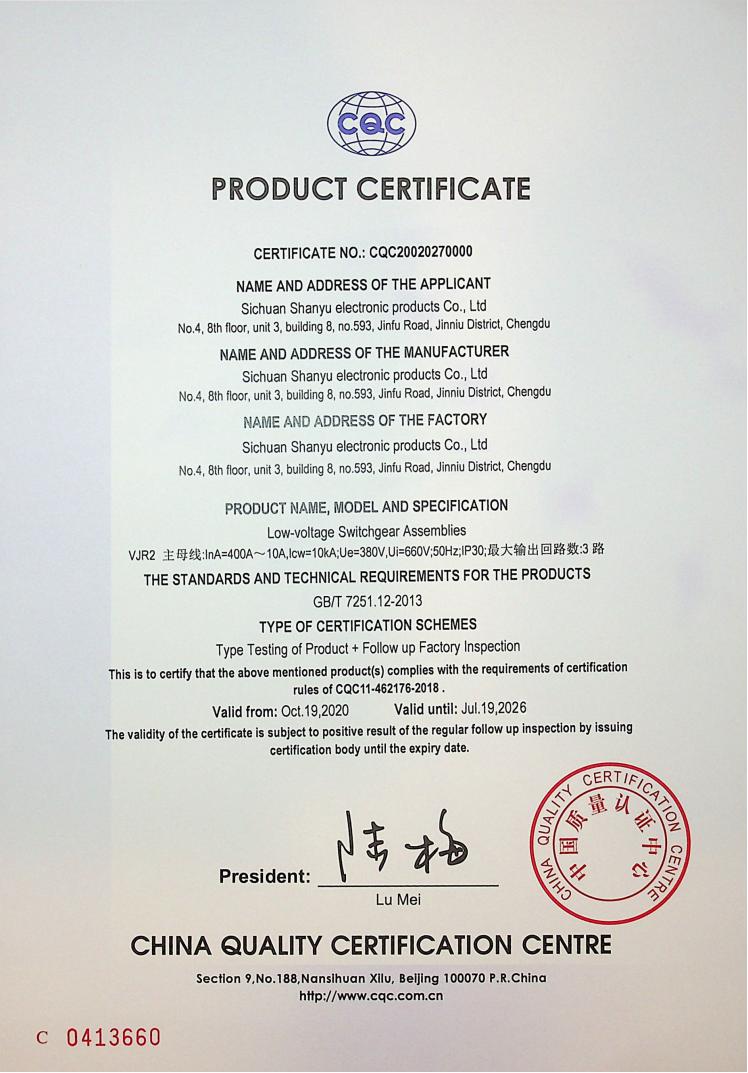 CQC
PRODUCT CERTIFICATE
CERTIFICATE NO.: CQC20020270000
NAME AND ADDRESS OF THE APPLICANT
Sichuan Shanyu electronic products Co., Ltd
No.4, 8th floor, unit 3, building 8, no.593, Jinfu Road, Jinniu District, Chengdu
NAME AND ADDRESS OF THE MANUFACTURER
Sichuan Shanyu electronic products Co., Ltd
No.4, 8th floor, unit 3, building 8, no.593, Jinfu Road, Jinniu District, Chengdu
NAME AND ADDRESS OF THE FACTORY
Sichuan Shanyu electronic products Co., Ltd
No.4, 8th floor, unit 3, building 8, no.593, Jinfu Road, Jinniu District, Chengdu
PRODUCT NAME, MODEL AND SPECIFICATION
Low-voltage Switchgear Assemblies
VJR2 主母线:InA=400A～10A,Icw=10kA;Ue=380V,Ui=660V;50Hz;IP30;最大输出回路数:3 路
THE STANDARDS AND TECHNICAL REQUIREMENTS FOR THE PRODUCTS
GB/T 7251.12-2013
TYPE OF CERTIFICATION SCHEMES
Type Testing of Product + Follow up Factory Inspection
This is to certify that the above mentioned product(s) complies with the requirements of certification
rules of CQC11-462176-2018 .
Valid from: Oct.19,2020 Valid until: Jul.19,2026
The validity of the certificate is subject to positive result of the regular follow up inspection by issuing
certification body until the expiry date.
CHINA QUALITY CERTIFICATION CENTRE
中国质量认证中心
陆梅
President:
Lu Mei
CHINA QUALITY CERTIFICATION CENTRE
Section 9,No.188,Nansihuan Xilu, Beijing 100070 P.R.China
http://www.cqc.com.cn
C 0413660